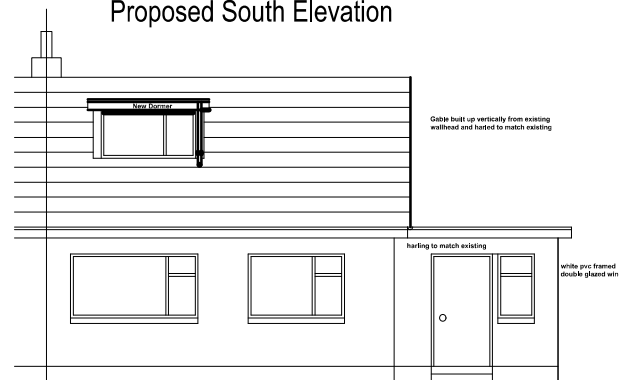 Proposed South Elevation
New Dormer
Gable built up vertically from existing
wallhead and harled to match existing
harling to match existing
white pvc framed
double glazed win